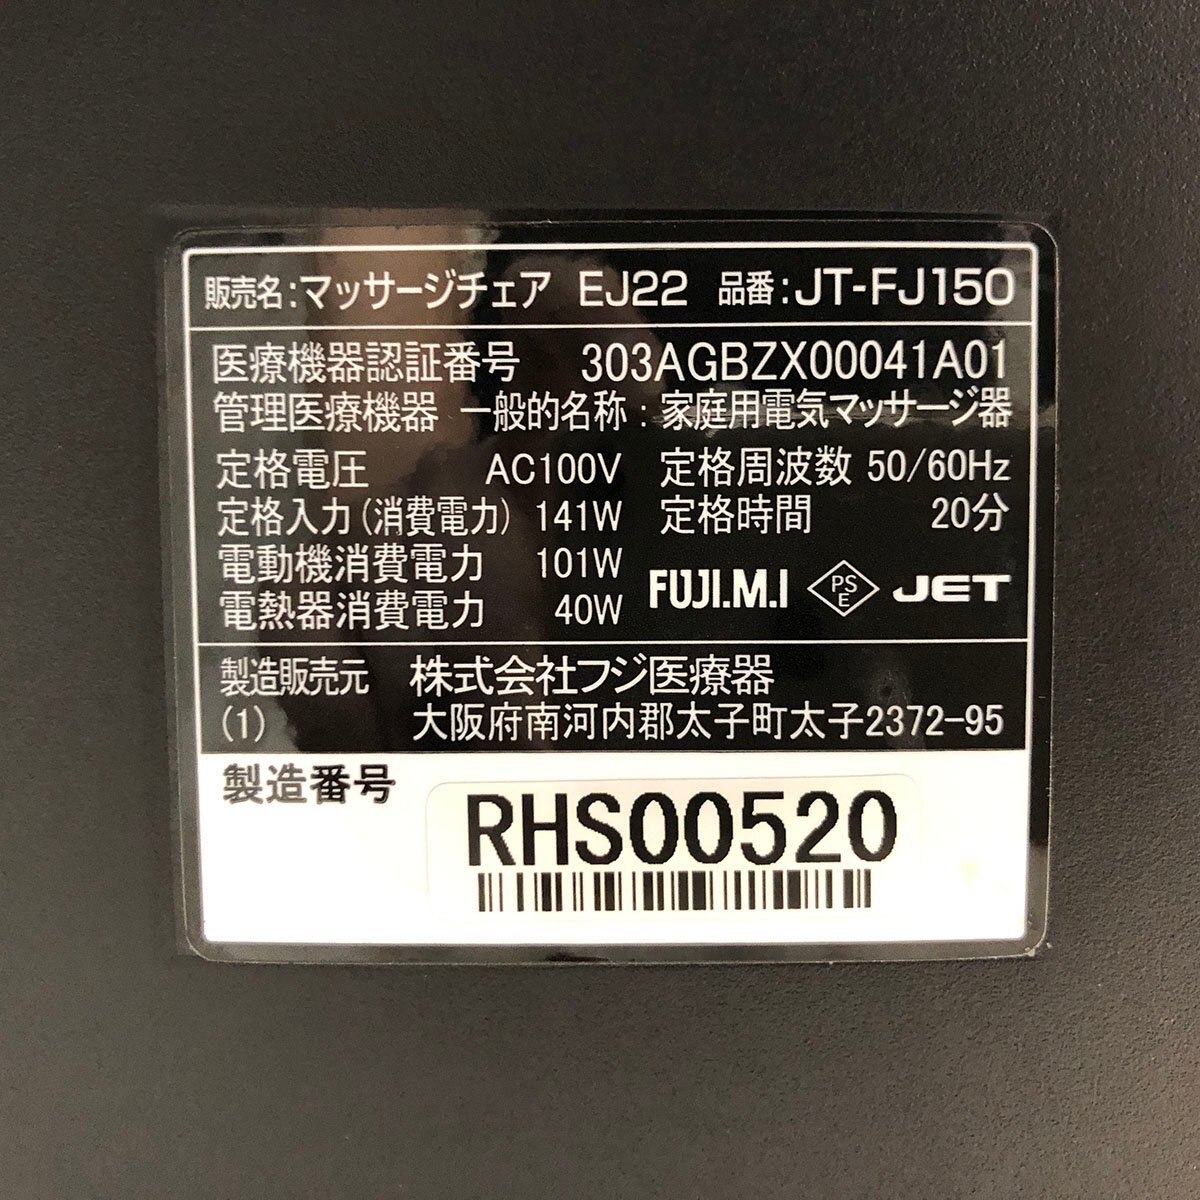 販売名:マッサージチェア EJ22 品番:JT-FJ150
医療機器認証番号 303AGBZX00041A01
管理医療機器 一般的名称:家庭用電気マッサージ器
定格電圧 AC100V 定格周波数 50/60Hz
定格入力(消費電力) 141W 定格時間 20分
電動機消費電力 101W
電熱器消費電力 40W
FUJI.M.I PSE JET
製造販売元 株式会社フジ医療器
(1) 大阪府南河内郡太子町太子2372-95
製造番号
RHS00520